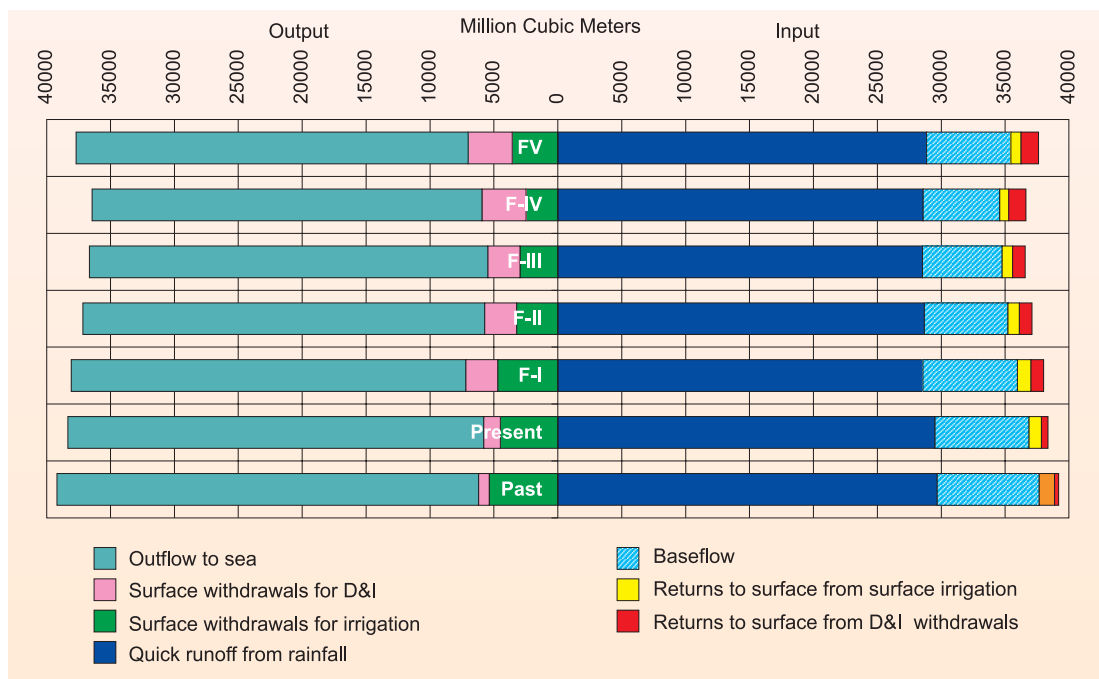 Output Million Cubic Meters Input
40000 35000 30000 25000 20000 15000 10000 5000 0 5000 10000 15000 20000 25000 30000 35000 40000
FV
F-IV
F-III
F-II
F-I
Present
Past
Outflow to sea
Surface withdrawals for D&I
Surface withdrawals for irrigation
Quick runoff from rainfall
Baseflow
Returns to surface from surface irrigation
Returns to surface from D&I withdrawals